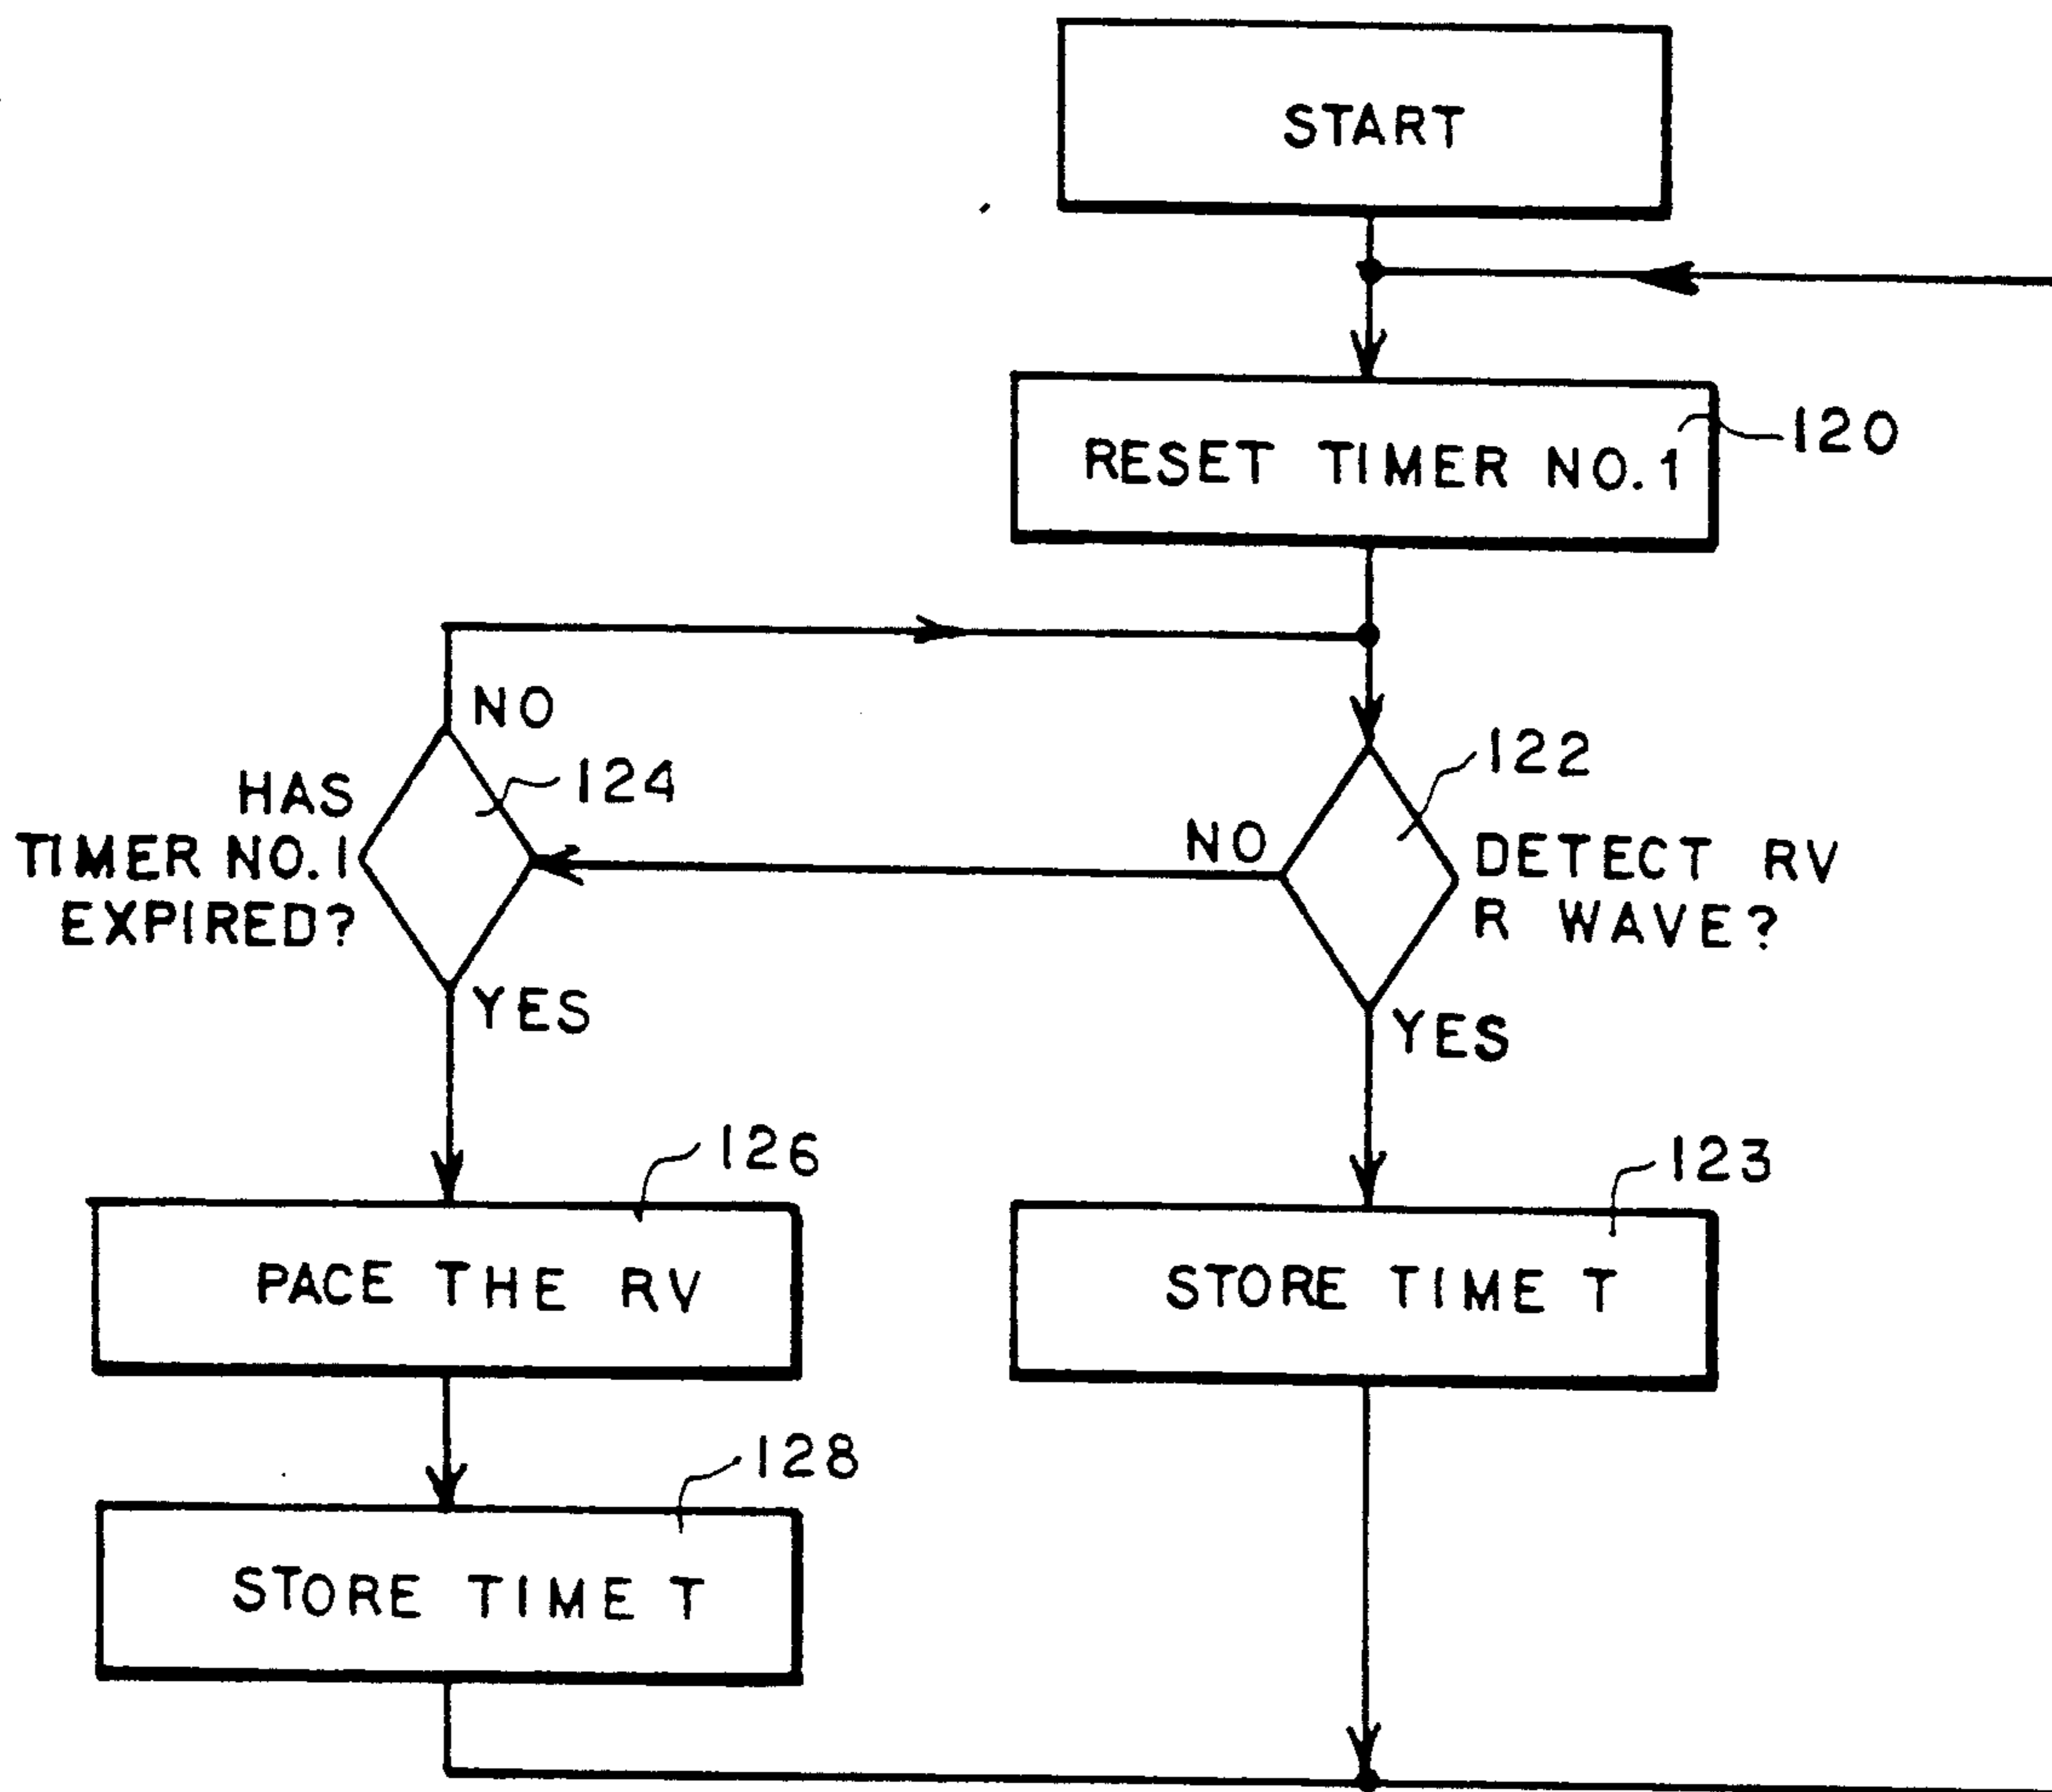 START
RESET TIMER NO. 1
120
NO
124
HAS
TIMER NO. 1
EXPIRED?
YES
122
NO
DETECT RV
R WAVE?
YES
126
PACE THE RV
123
STORE TIME T
128
STORE TIME T